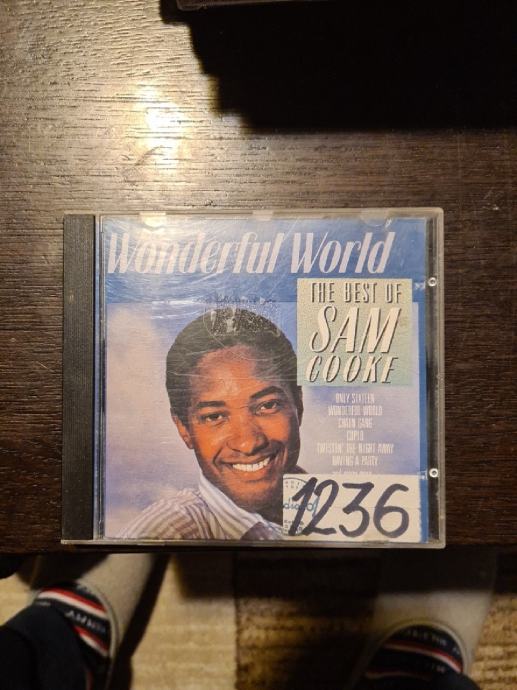 Wonderful World
THE BEST OF
SAM
COOKE
ONLY SIXTEEN
WONDERFUL WORLD
CHAIN GANG
CUPID
TWISTIN' THE NIGHT AWAY
HAVING A PARTY
1236